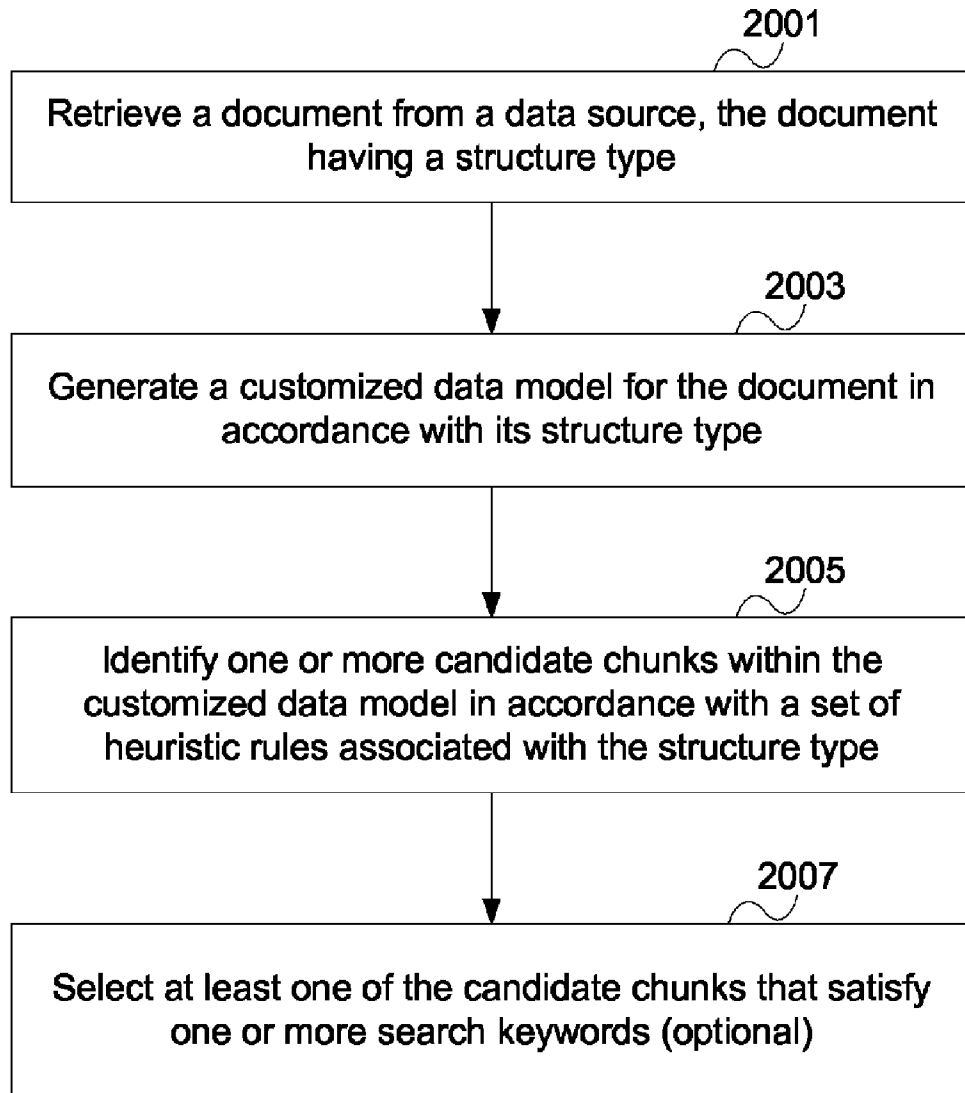 2001
Retrieve a document from a data source, the document
having a structure type
2003
Generate a customized data model for the document in
accordance with its structure type
2005
Identify one or more candidate chunks within the
customized data model in accordance with a set of
heuristic rules associated with the structure type
2007
Select at least one of the candidate chunks that satisfy
one or more search keywords (optional)